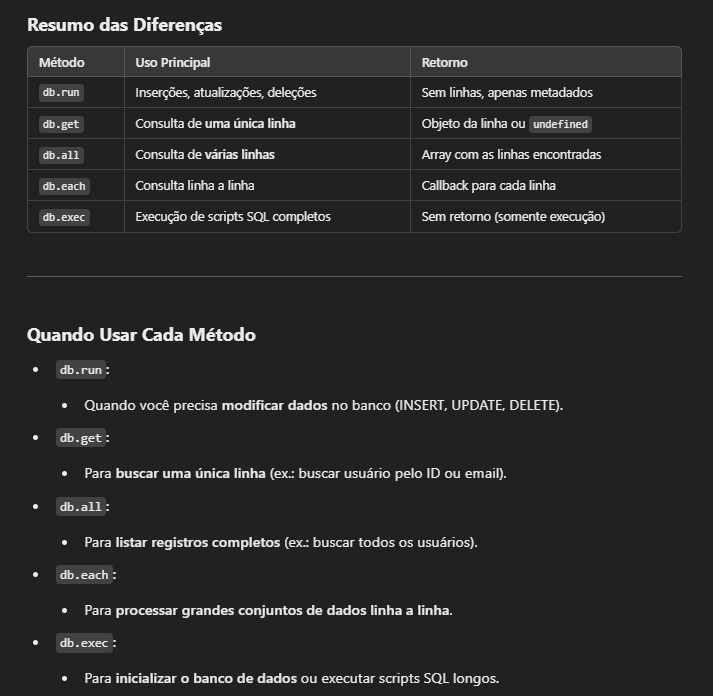 Resumo das Diferenças
Método Uso Principal Retorno
db.run Inserções, atualizações, deleções Sem linhas, apenas metadados
db.get Consulta de uma única linha Objeto da linha ou undefined
db.all Consulta de várias linhas Array com as linhas encontradas
db.each Consulta linha a linha Callback para cada linha
db.exec Execução de scripts SQL completos Sem retorno (somente execução)
Quando Usar Cada Método
db.run:
Quando você precisa modificar dados no banco (INSERT, UPDATE, DELETE).
db.get:
Para buscar uma única linha (ex.: buscar usuário pelo ID ou email).
db.all:
Para listar registros completos (ex.: buscar todos os usuários).
db.each:
Para processar grandes conjuntos de dados linha a linha.
db.exec:
Para inicializar o banco de dados ou executar scripts SQL longos.